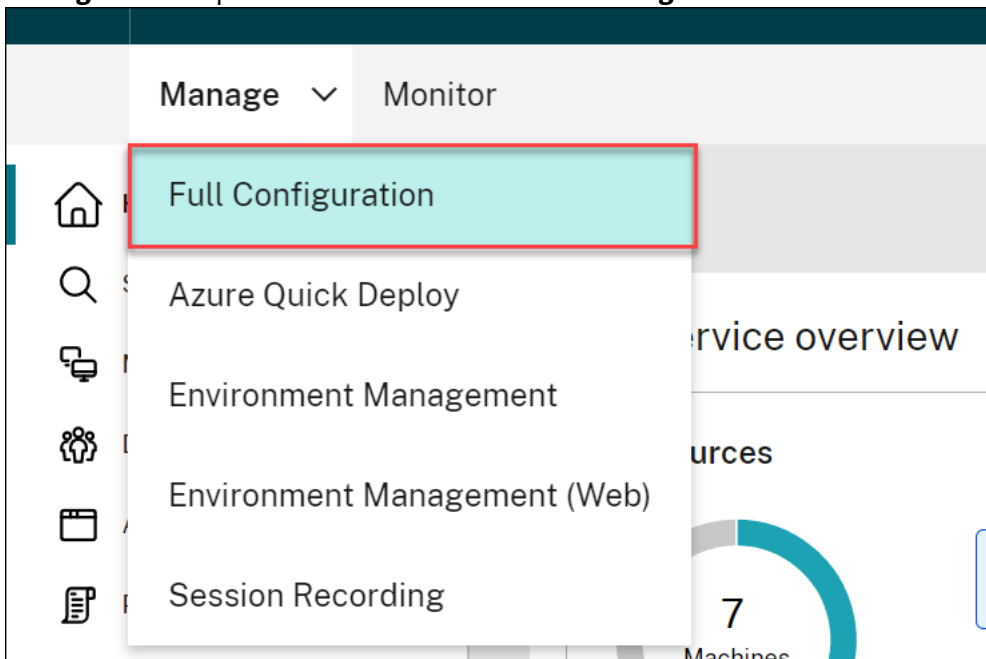 Manage Monitor
Full Configuration
Azure Quick Deploy
rvice overview
Environment Management
urces
Environment Management (Web)
Session Recording
7
Machines